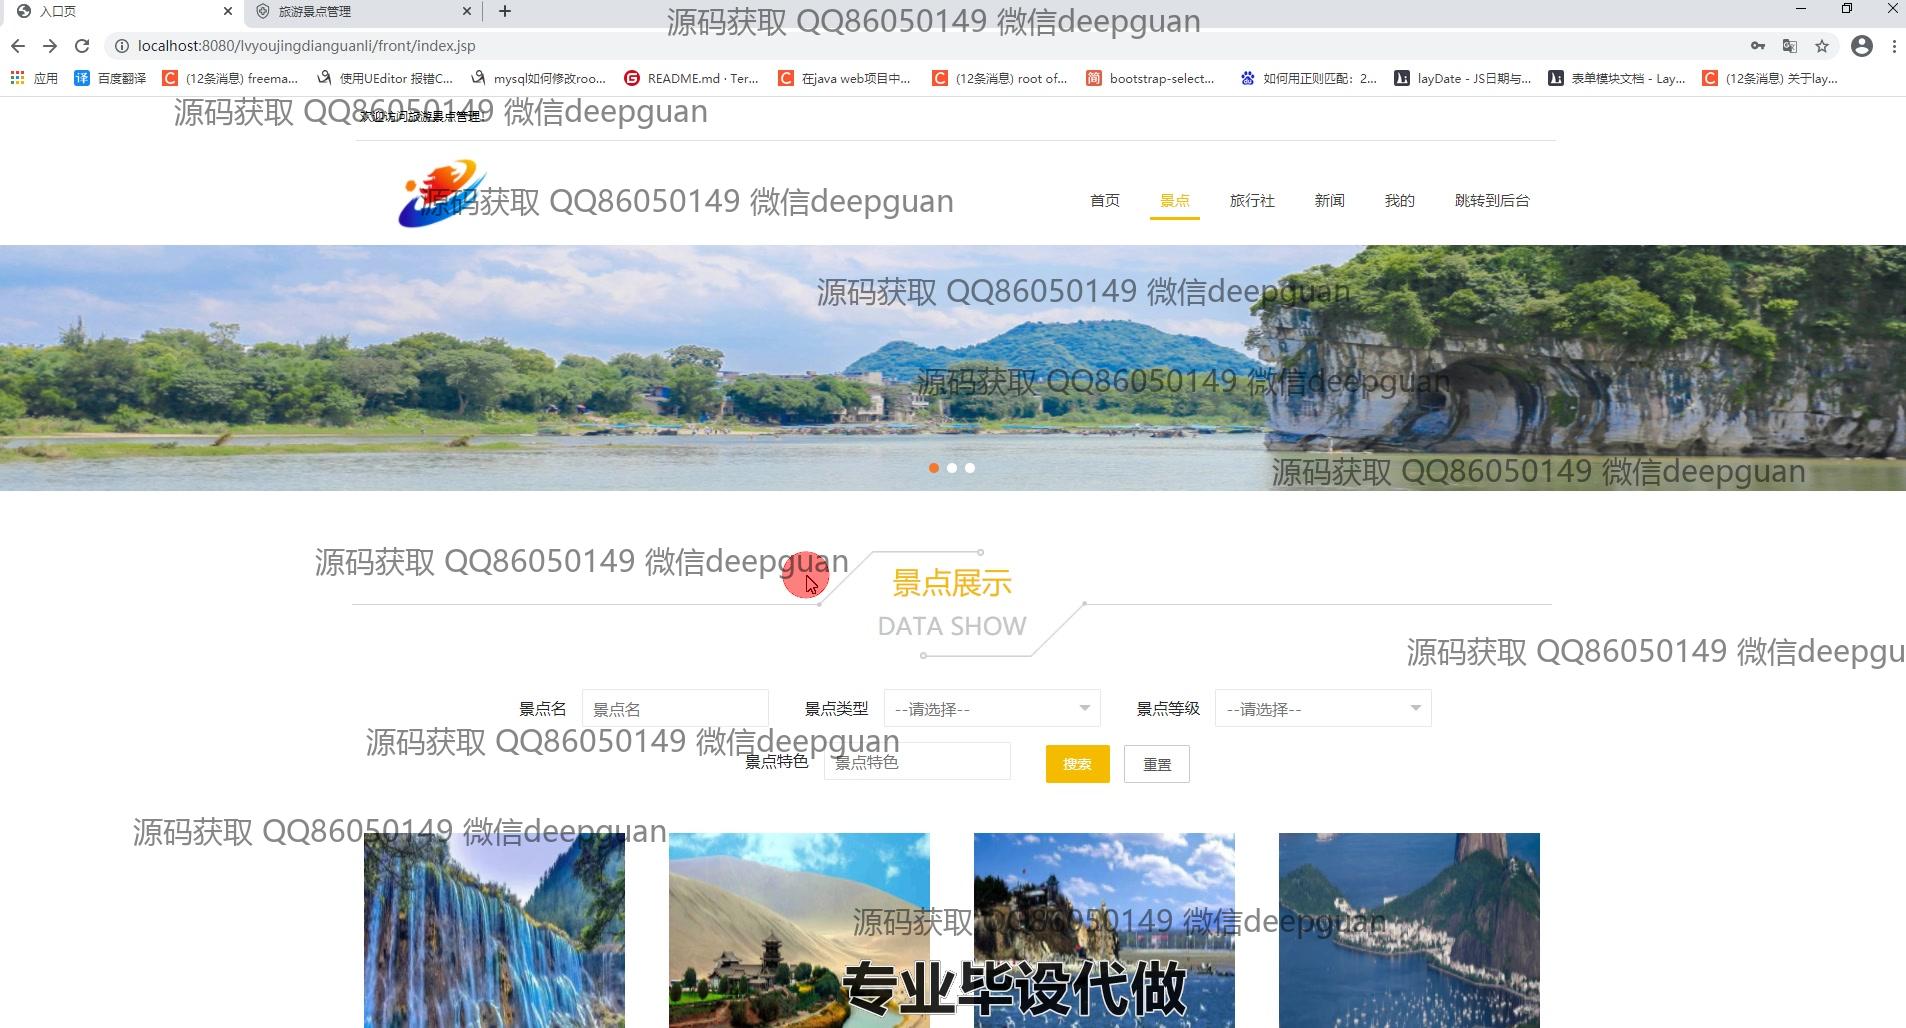 入口页
旅游景点管理
源码获取 QQ86050149 微信deepguan
localhost:8080/lvyoujingdianguanli/front/index.jsp
应用
百度翻译
(12条消息) freema...
使用UEditor 报错C...
mysql如何修改roo...
README.md · Ter...
在java web项目中...
(12条消息) root of...
bootstrap-select...
如何用正则匹配：2...
layDate - JS日期与...
表单模块文档 - Lay...
(12条消息) 关于lay...
源码获取 QQ86050149 微信deepguan
欢迎访问旅游景点管理!
源码获取 QQ86050149 微信deepguan
首页
景点
旅行社
新闻
我的
跳转到后台
源码获取 QQ86050149 微信deepguan
源码获取 QQ86050149 微信deepguan
源码获取 QQ86050149 微信deepguan
源码获取 QQ86050149 微信deepguan
景点展示
DATA SHOW
源码获取 QQ86050149 微信deepgu
景点名
景点名
景点类型
--请选择--
景点等级
--请选择--
源码获取 QQ86050149 微信deepguan
景点特色
景点特色
搜索
重置
源码获取 QQ86050149 微信deepguan
源码获取 QQ86050149 微信deepguan
专业毕设代做